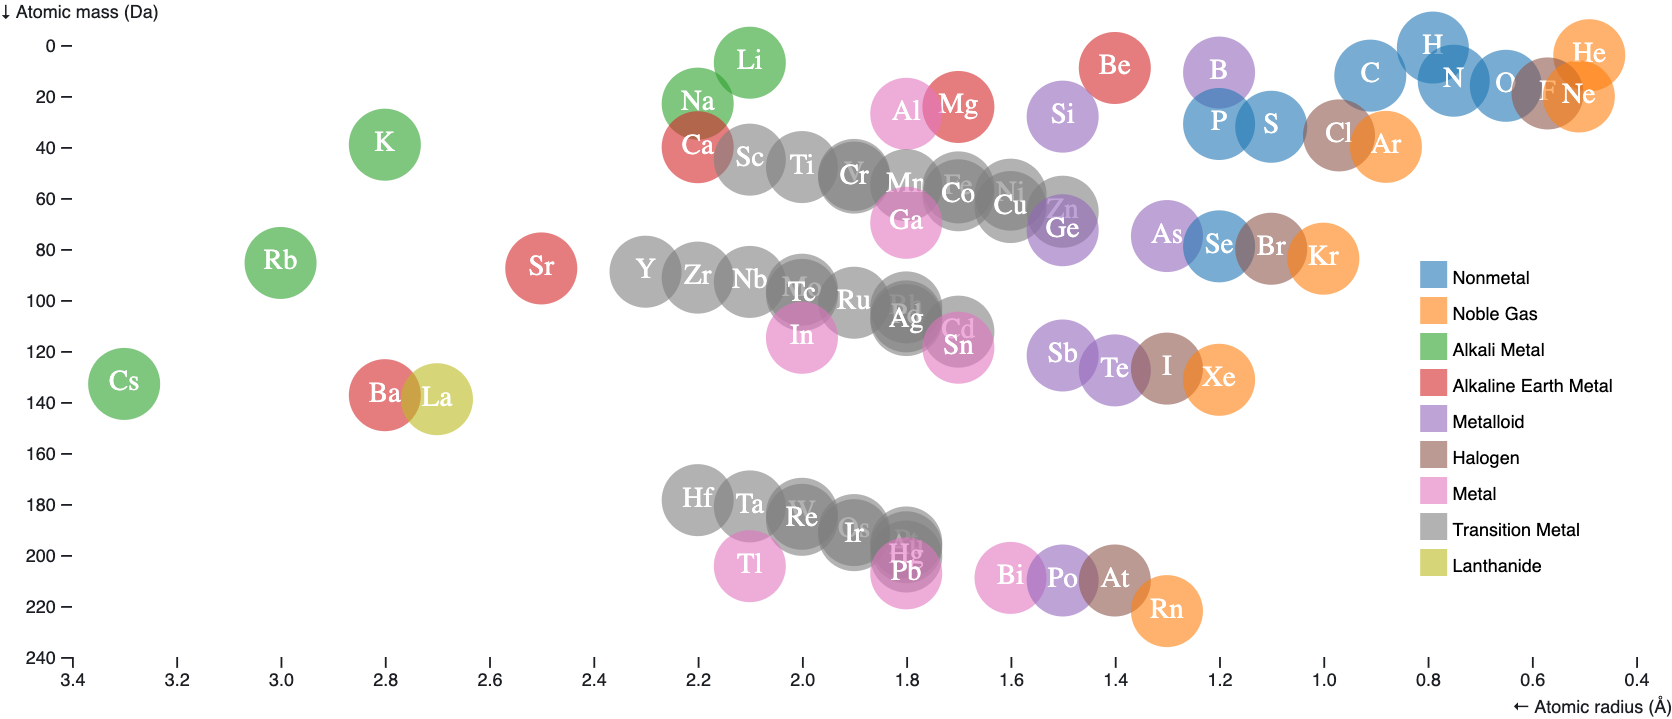 ↓ Atomic mass (Da)
0
20
40
60
80
100
120
140
160
180
200
220
240
H
He
Li
Be
B
C
N
O
F
Ne
Na
Al
Mg
Si
P
S
Cl
Ar
K
Ca
Sc
Ti
V
Cr
Mn
Fe
Co
Ni
Cu
Zn
Ga
Ge
As
Se
Br
Kr
Rb
Sr
Y
Zr
Nb
Mo
Tc
Ru
Rh
Pd
Ag
Cd
In
Sn
Sb
Te
I
Xe
Cs
Ba
La
Hf
Ta
W
Re
Os
Ir
Pt
Hg
Tl
Pb
Bi
Po
At
Rn
Nonmetal
Noble Gas
Alkali Metal
Alkaline Earth Metal
Metalloid
Halogen
Metal
Transition Metal
Lanthanide
3.4 3.2 3.0 2.8 2.6 2.4 2.2 2.0 1.8 1.6 1.4 1.2 1.0 0.8 0.6 0.4
← Atomic radius (Å)